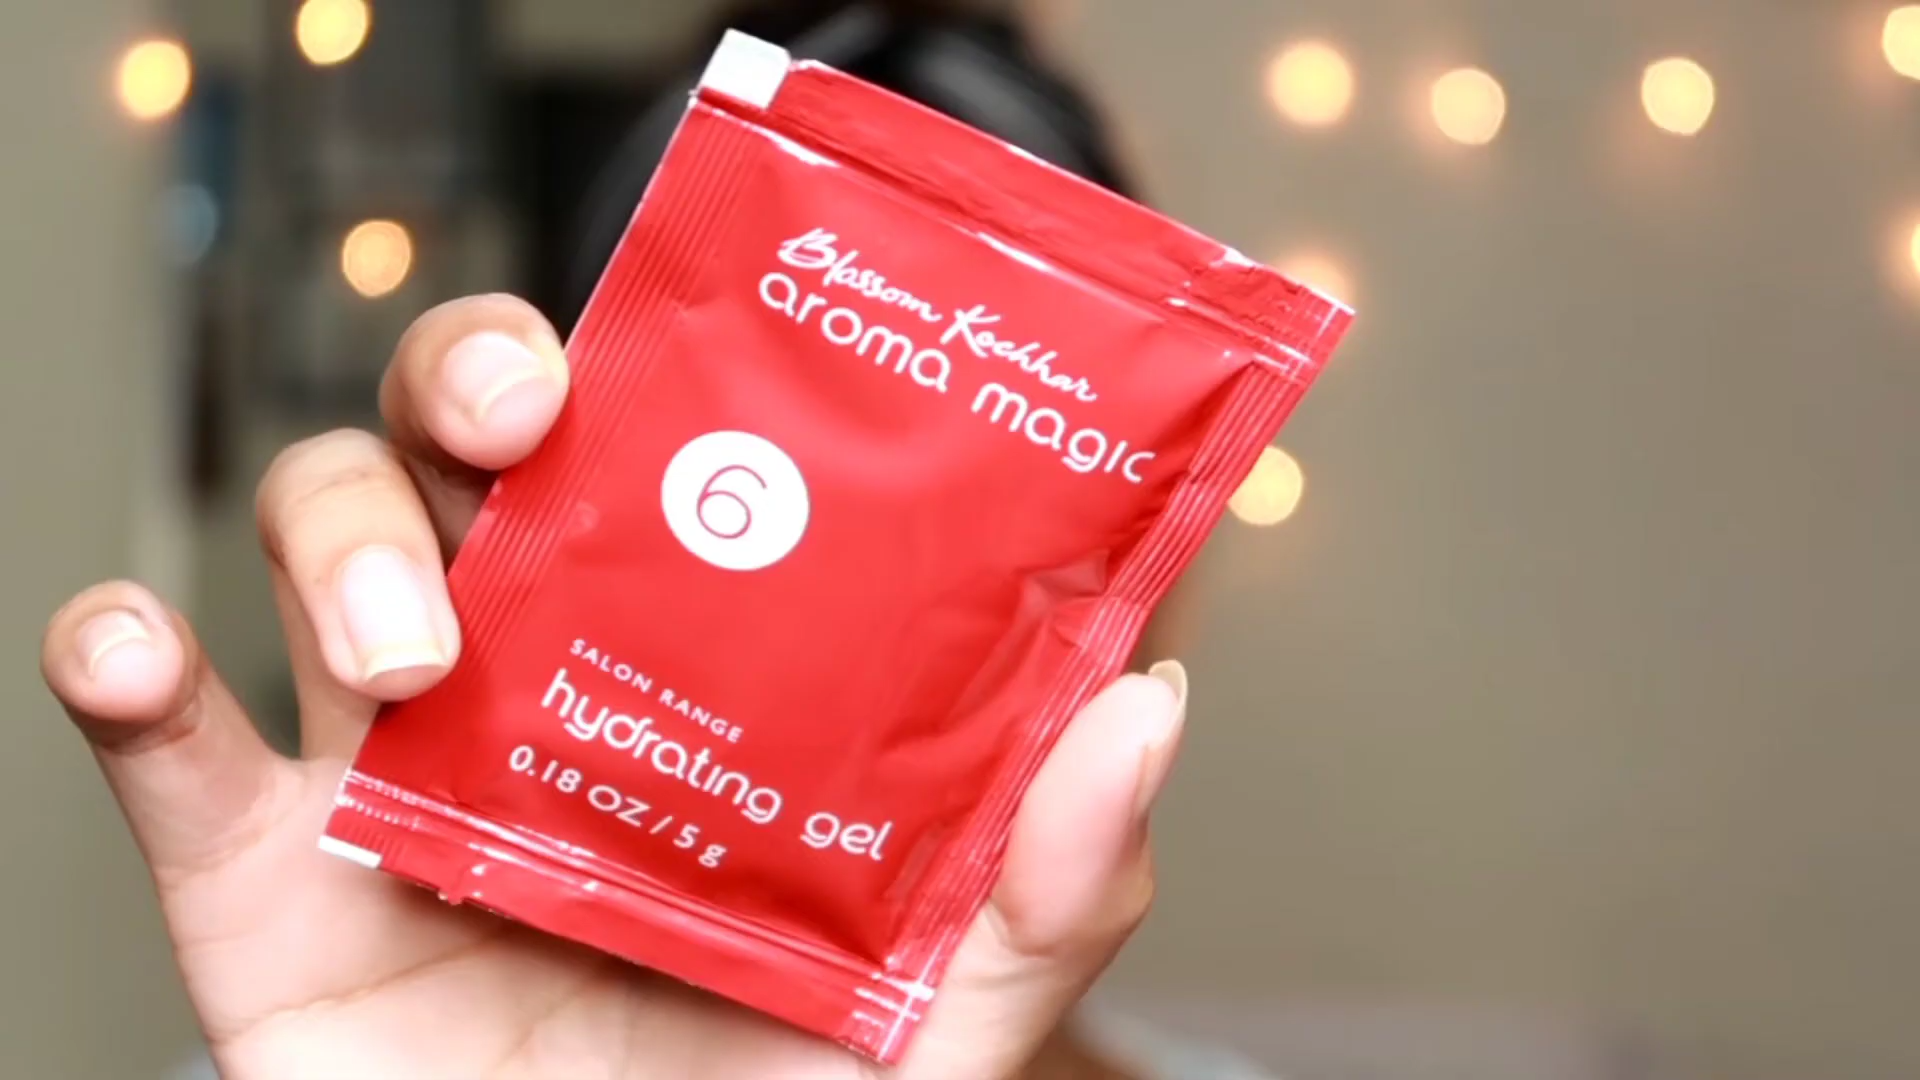 Blossom Kochhar
aroma magic
6
SALON RANGE
hydrating gel
0.18 OZ / 5 g